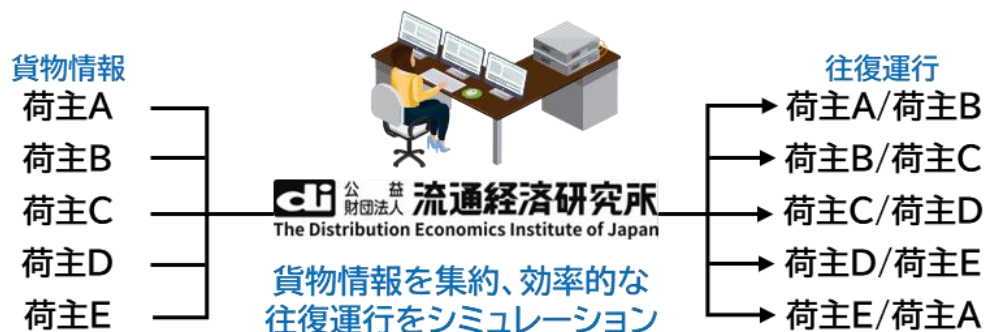 貨物情報
荷主A
荷主B
荷主C
荷主D
荷主E
公益
財団法人
流通経済研究所
The Distribution Economics Institute of Japan
貨物情報を集約、効率的な
往復運行をシミュレーション
往復運行
荷主A/荷主B
荷主B/荷主C
荷主C/荷主D
荷主D/荷主E
荷主E/荷主A